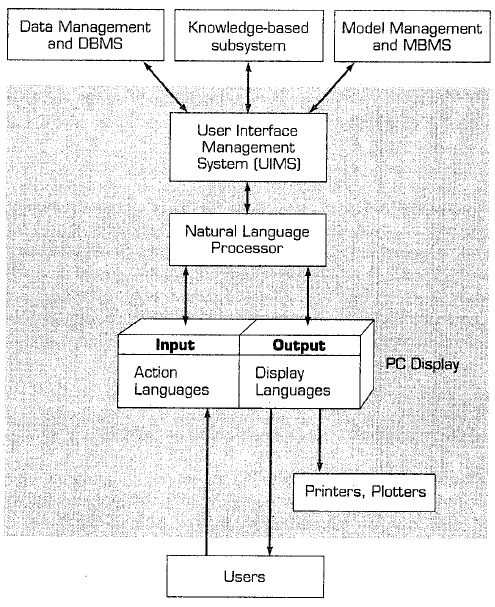 Data Management
and DBMS
Knowledge-based
subsystem
Model Management
and MBMS
User Interface
Management
System (UIMS)
Natural Language
Processor
Input
Output
Action
Languages
Display
Languages
PC Display
Printers, Plotters
Users